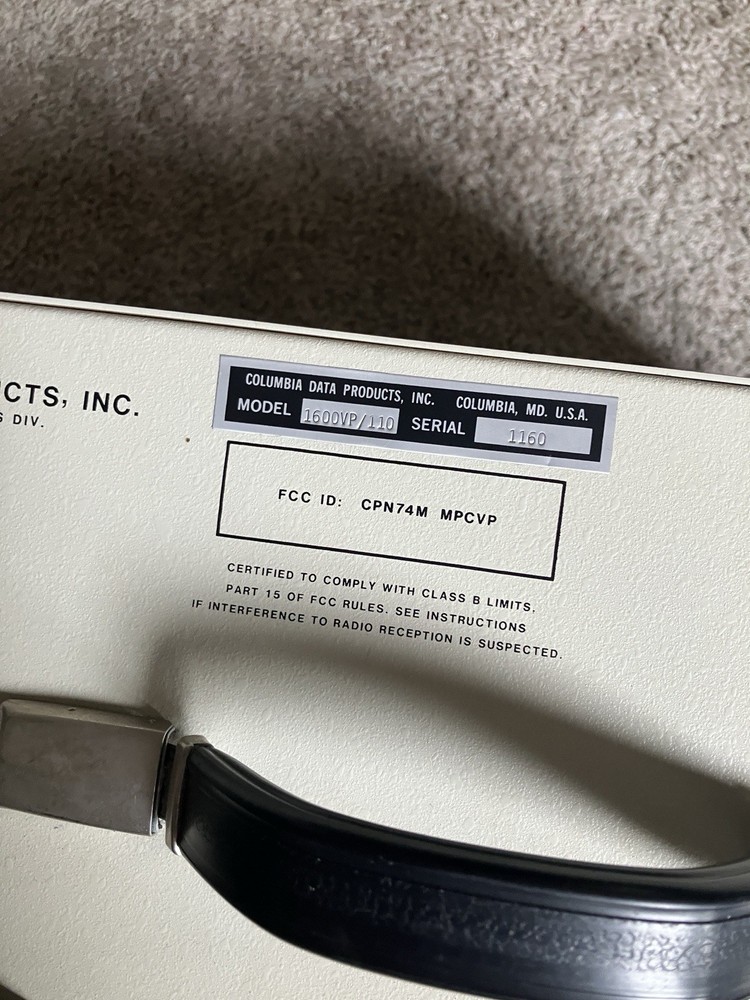 CTS, INC.
DIV.
COLUMBIA DATA PRODUCTS, INC. COLUMBIA, MD. U.S.A.
MODEL 1600VP/110 SERIAL 1160
FCC ID: CPN74M MPCVP
CERTIFIED TO COMPLY WITH CLASS B LIMITS,
PART 15 OF FCC RULES. SEE INSTRUCTIONS
IF INTERFERENCE TO RADIO RECEPTION IS SUSPECTED.